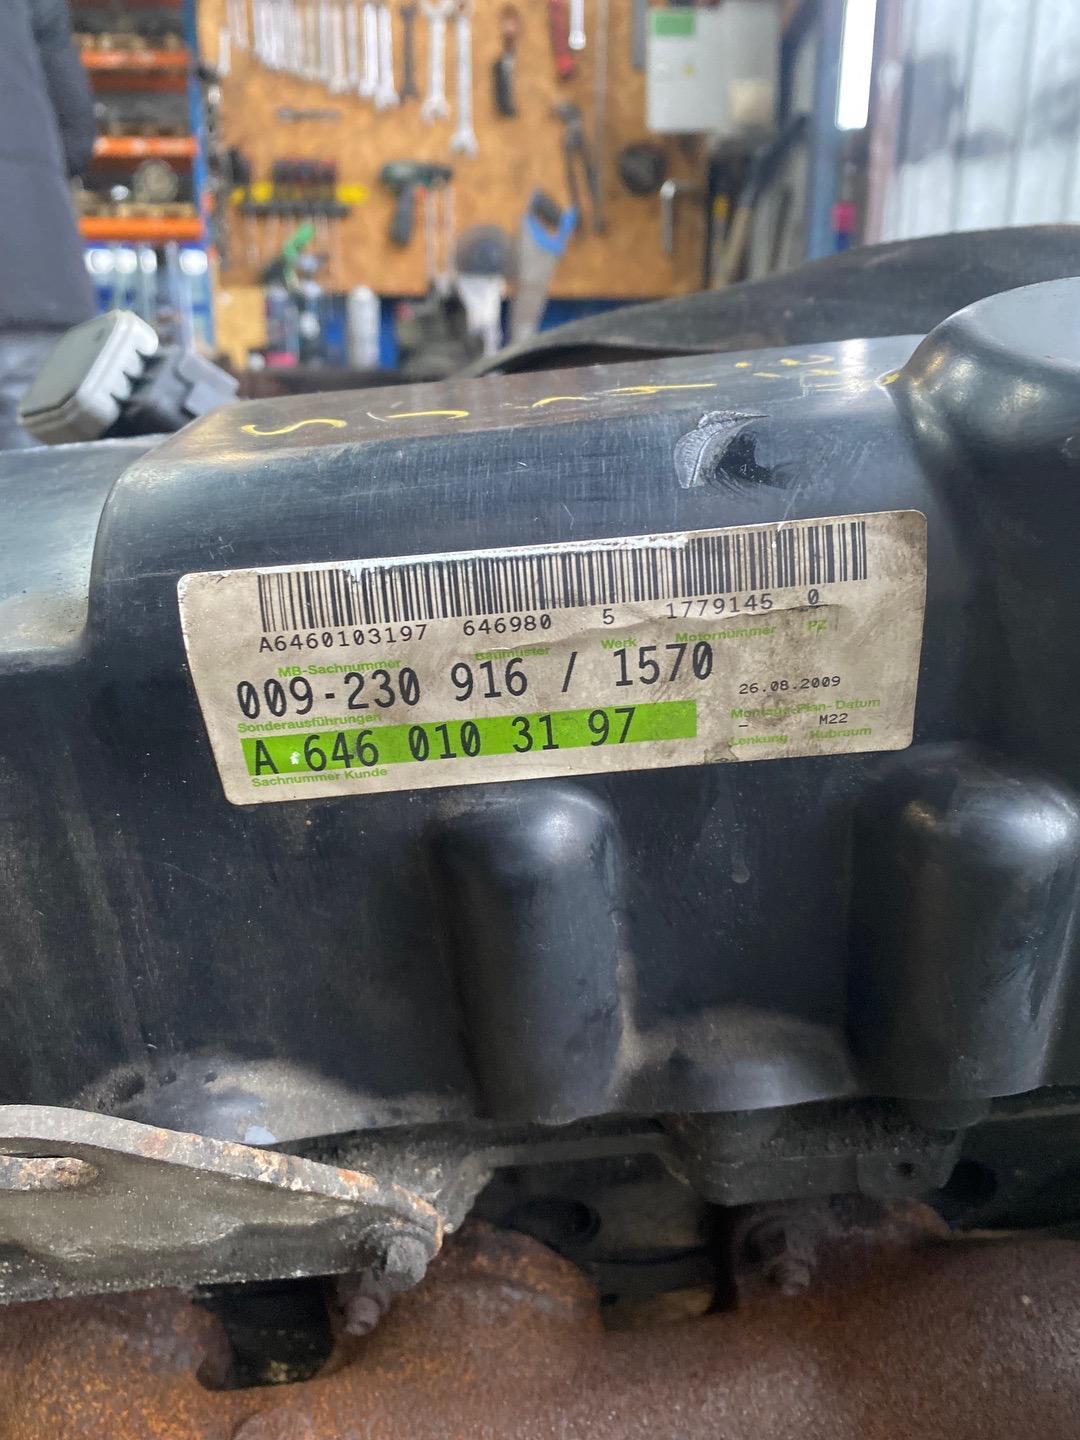 A6460103197 646980 5 1779145 0
MB-Sachnummer Baumuster Werk Motornummer PZ
009-230 916 / 1570 26.08.2009
Sonderausführungen Montage-Plan-Datum
A 646 010 31 97 – M22
Sachnummer Kunde Lenkung Hubraum